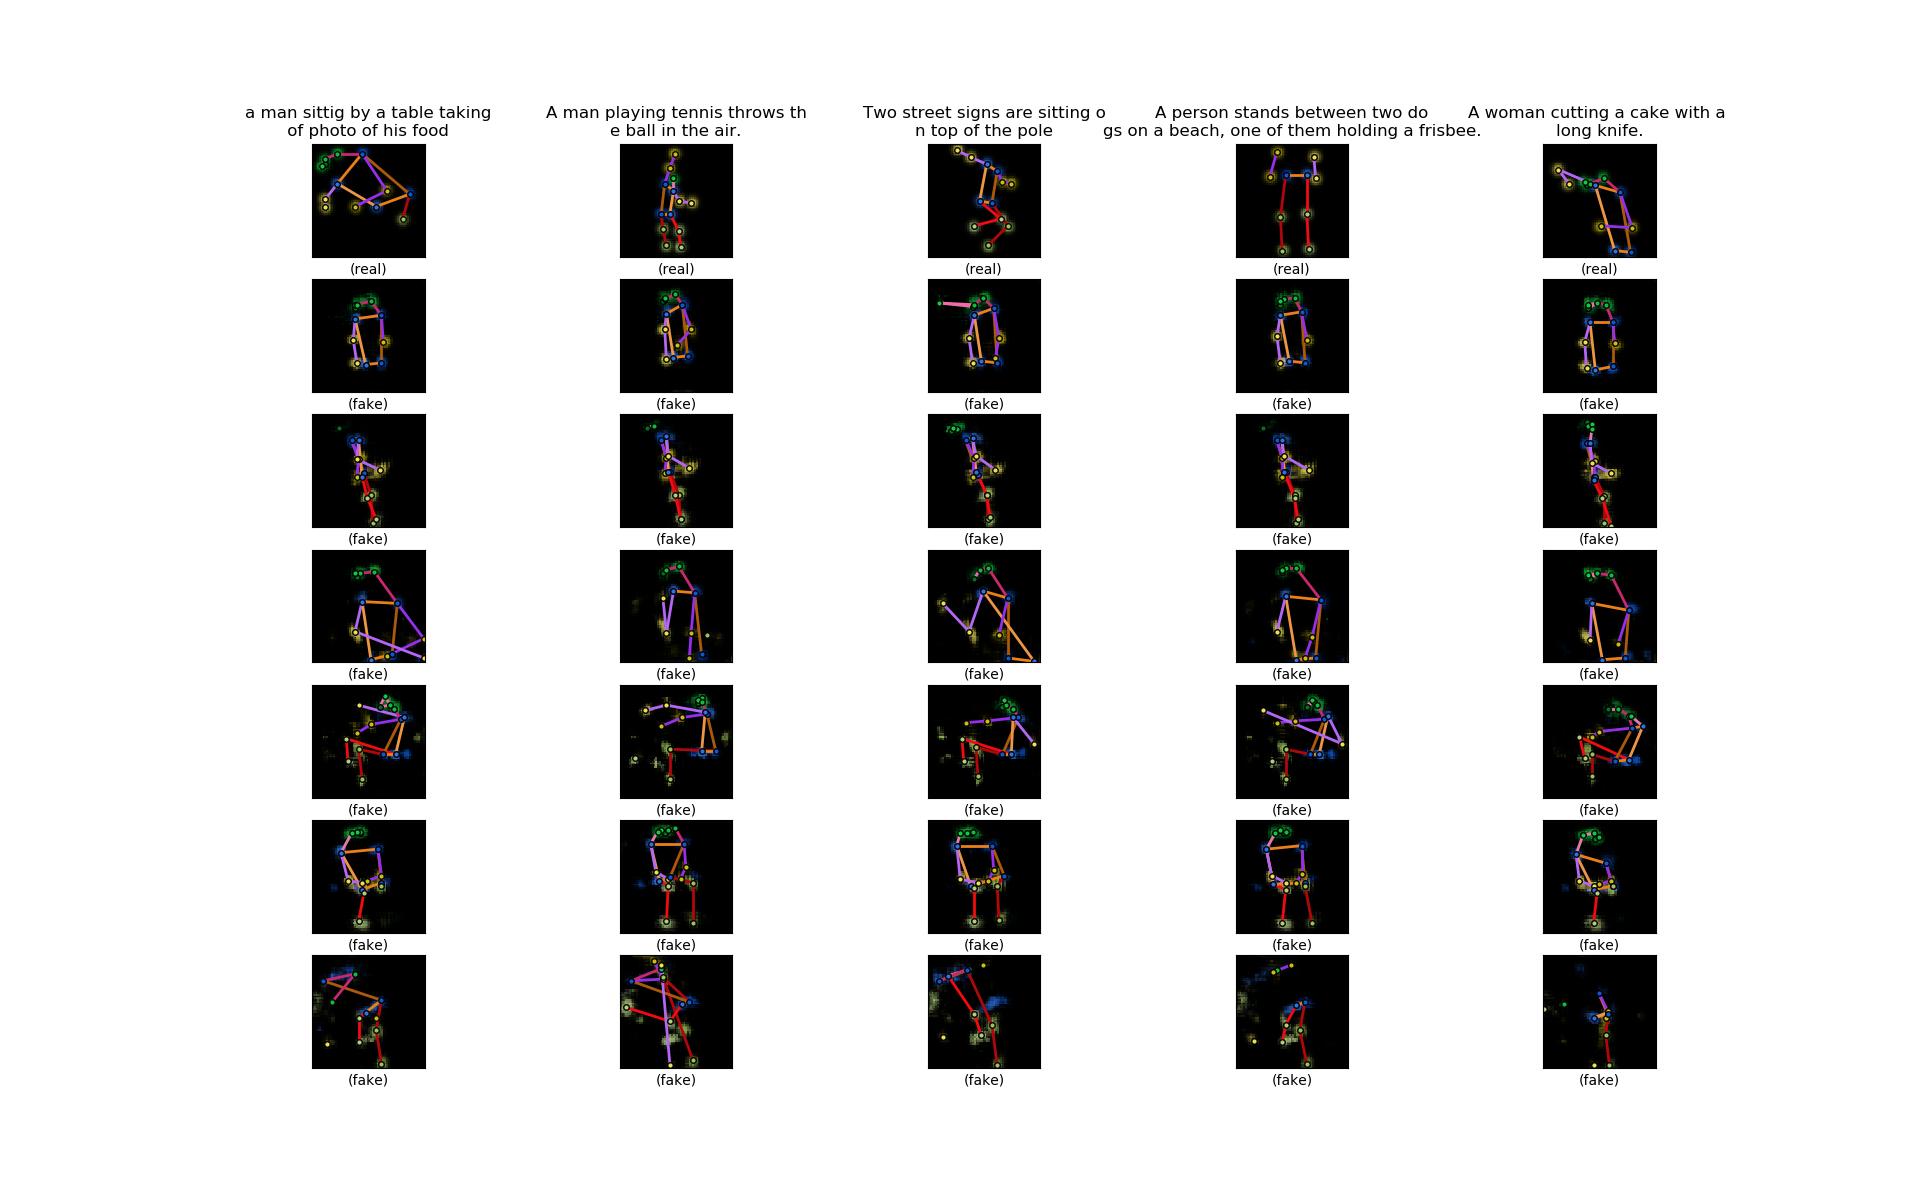 a man sittig by a table taking
of photo of his food
A man playing tennis throws th
e ball in the air.
Two street signs are sitting o
n top of the pole
A person stands between two do
gs on a beach, one of them holding a frisbee.
A woman cutting a cake with a
long knife.
(real) (real) (real) (real) (real)
(fake) (fake) (fake) (fake) (fake)
(fake) (fake) (fake) (fake) (fake)
(fake) (fake) (fake) (fake) (fake)
(fake) (fake) (fake) (fake) (fake)
(fake) (fake) (fake) (fake) (fake)
(fake) (fake) (fake) (fake) (fake)